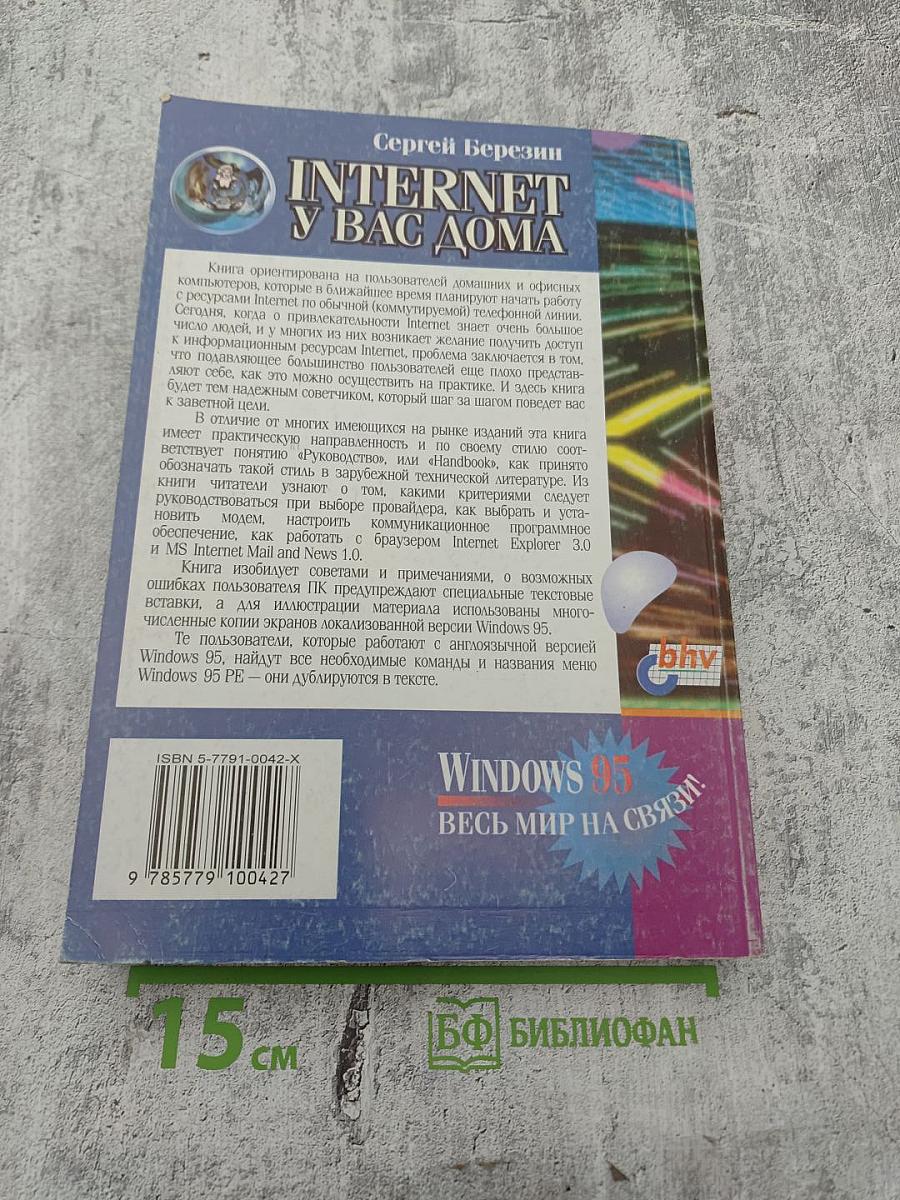 Сергей Березин
INTERNET
У ВАС ДОМА
Книга ориентирована на пользователей домашних и офисных
компьютеров, которые в ближайшее время планируют начать работу
с ресурсами Internet по обычной (коммутируемой) телефонной линии.
Сегодня, когда о привлекательности Internet знает очень большое
число людей, и у многих из них возникает желание получить доступ
к информационным ресурсам Internet, проблема заключается в том,
что подавляющее большинство пользователей еще плохо представ-
ляют себе, как это можно осуществить на практике. И здесь книга
будет тем надежным советчиком, который шаг за шагом поведет вас
к заветной цели.
В отличие от многих имеющихся на рынке изданий эта книга
имеет практическую направленность и по своему стилю соот-
ветствует понятию «Руководство», или «Handbook», как принято
обозначать такой стиль в зарубежной технической литературе. Из
книги читатели узнают о том, какими критериями следует
руководствоваться при выборе провайдера, как выбрать и уста-
новить модем, настроить коммуникационное программное
обеспечение, как работать с браузером Internet Explorer 3.0
и MS Internet Mail and News 1.0.
Книга изобилует советами и примечаниями, о возможных
ошибках пользователя ПК предупреждают специальные текстовые
вставки, а для иллюстрации материала использованы много-
численные копии экранов локализованной версии Windows 95.
Те пользователи, которые работают с англоязычной версией
Windows 95, найдут все необходимые команды и названия меню
Windows 95 PE — они дублируются в тексте.
bhv
ISBN 5-7791-0042-X
9 785779 100427
WINDOWS 95
ВЕСЬ МИР НА СВЯЗИ!
15 см
БФ БИБЛИОФАН